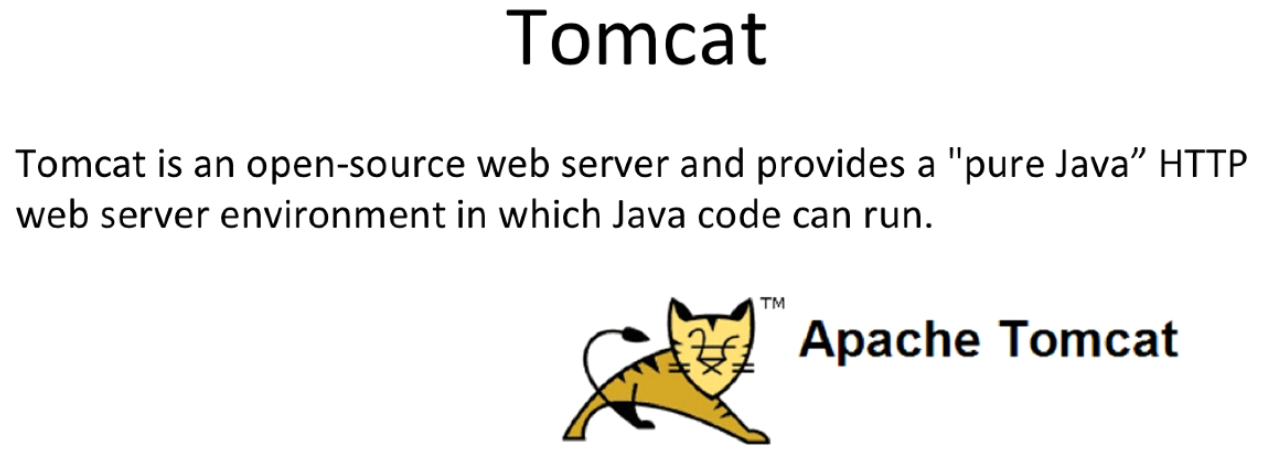 Tomcat
Tomcat is an open-source web server and provides a "pure Java” HTTP
web server environment in which Java code can run.
TM
Apache Tomcat